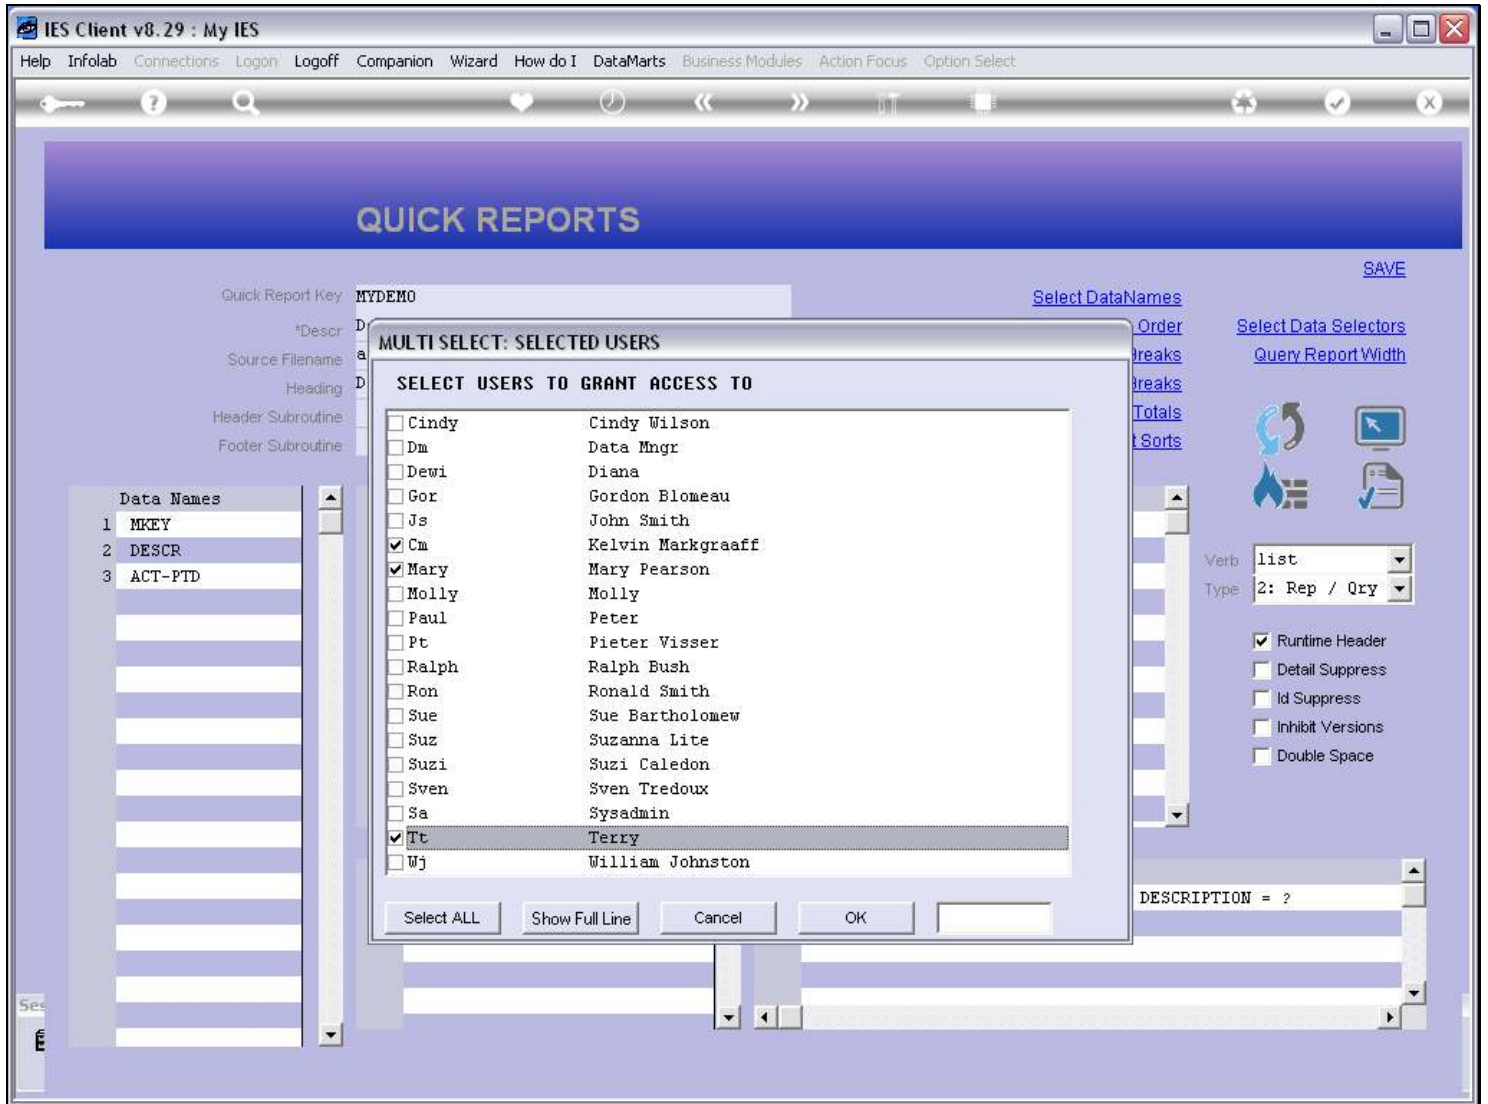 IES Client v8.29 : My IES
Help Infolab Connections Logon Logoff Companion Wizard How do I DataMarts Business Modules Action Focus Option Select
QUICK REPORTS
SAVE
Quick Report Key MYDEMO Select DataNames
*Descr D Order Select Data Selectors
Source Filename a Breaks Query Report Width
Heading D Breaks
Header Subroutine Totals
Footer Subroutine t Sorts
MULTI SELECT: SELECTED USERS
SELECT USERS TO GRANT ACCESS TO
Cindy Cindy Wilson
Dm Data Mngr
Dewi Diana
Gor Gordon Blomeau
Js John Smith
Cm Kelvin Markgraaff
Mary Mary Pearson
Molly Molly
Paul Peter
Pt Pieter Visser
Ralph Ralph Bush
Ron Ronald Smith
Sue Sue Bartholomew
Suz Suzanna Lite
Suzi Suzi Caledon
Sven Sven Tredoux
Sa Sysadmin
Tt Terry
Wj William Johnston
Select ALL Show Full Line Cancel OK
Data Names
1 MKEY
2 DESCR
3 ACT-PTD
Verb list
Type 2: Rep / Qry
Runtime Header
Detail Suppress
Id Suppress
Inhibit Versions
Double Space
DESCRIPTION = ?
Ses